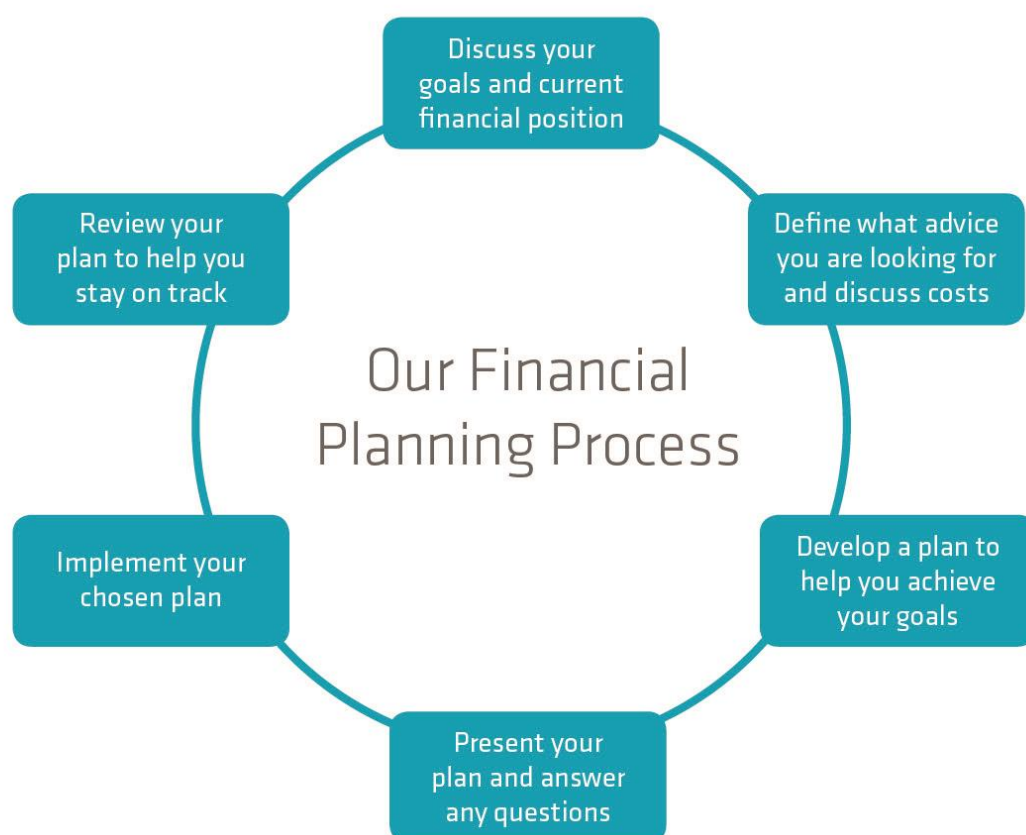 Discuss your
goals and current
financial position
Define what advice
you are looking for
and discuss costs
Develop a plan to
help you achieve
your goals
Present your
plan and answer
any questions
Implement your
chosen plan
Review your
plan to help you
stay on track
Our Financial
Planning Process